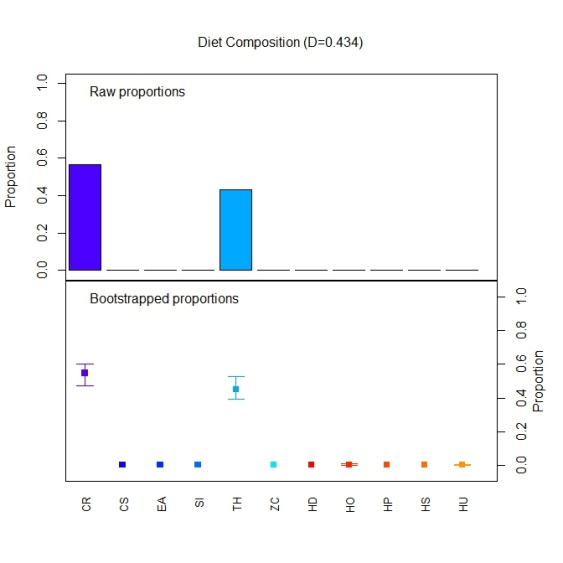 Diet Composition (D=0.434)
Raw proportions
Proportion
1.0
0.8
0.6
0.4
0.2
0.0
Bootstrapped proportions
1.0
0.8
0.6
0.4
0.2
0.0
Proportion
CR CS EA SI TH ZC HD HO HP HS HU